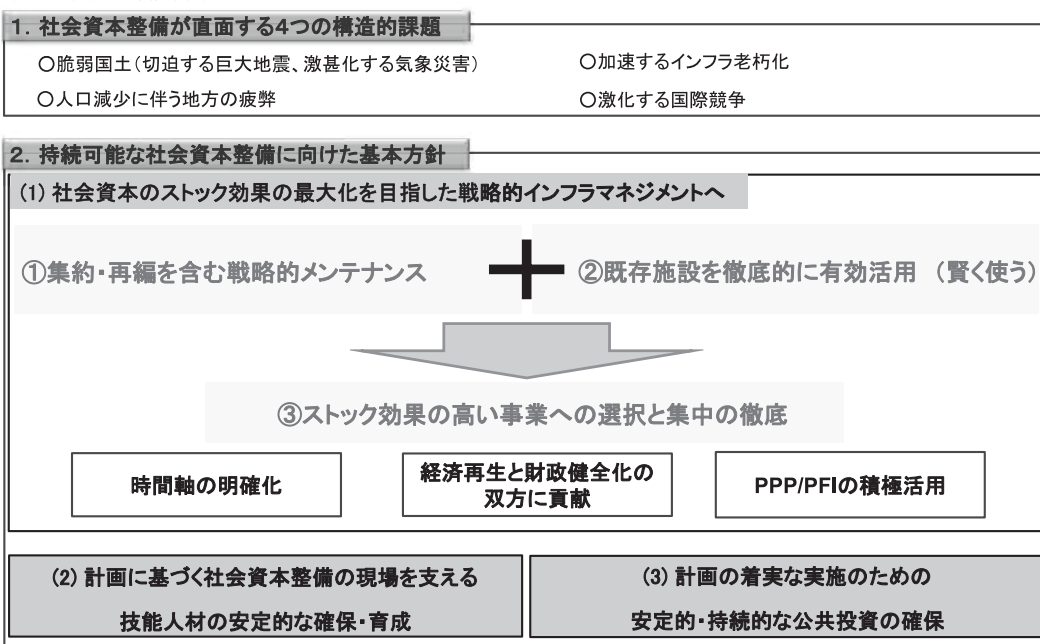 1. 社会資本整備が直面する4つの構造的課題
○脆弱国土(切迫する巨大地震、激甚化する気象災害)
○加速するインフラ老朽化
○人口減少に伴う地方の疲弊
○激化する国際競争
2. 持続可能な社会資本整備に向けた基本方針
(1) 社会資本のストック効果の最大化を目指した戦略的インフラマネジメントへ
①集約・再編を含む戦略的メンテナンス
②既存施設を徹底的に有効活用 (賢く使う)
③ストック効果の高い事業への選択と集中の徹底
時間軸の明確化
経済再生と財政健全化の
双方に貢献
PPP/PFIの積極活用
(2) 計画に基づく社会資本整備の現場を支える
技能人材の安定的な確保・育成
(3) 計画の着実な実施のための
安定的・持続的な公共投資の確保